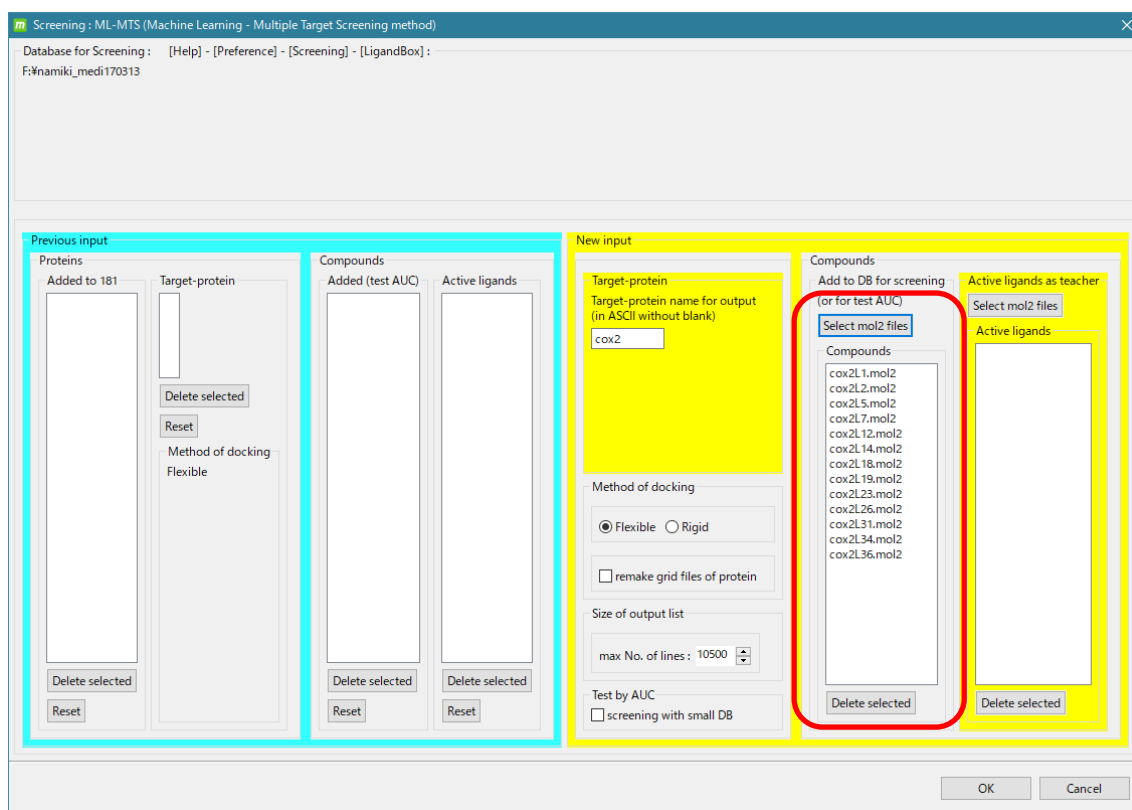 m Screening : ML-MTS (Machine Learning - Multiple Target Screening method)
Database for Screening : [Help] - [Preference] - [Screening] - [LigandBox] :
F:¥namiki_medi170313
Previous input
Proteins
Added to 181
Target-protein
Delete selected
Reset
Method of docking
Flexible
Delete selected
Reset
Compounds
Added (test AUC)
Active ligands
Delete selected
Delete selected
Reset
Reset
New input
Target-protein
Target-protein name for output
(in ASCII without blank)
cox2
Method of docking
Flexible
Rigid
remake grid files of protein
Size of output list
max No. of lines : 10500
Test by AUC
screening with small DB
Compounds
Add to DB for screening
(or for test AUC)
Select mol2 files
Compounds
cox2L1.mol2
cox2L2.mol2
cox2L5.mol2
cox2L7.mol2
cox2L12.mol2
cox2L14.mol2
cox2L18.mol2
cox2L19.mol2
cox2L23.mol2
cox2L26.mol2
cox2L31.mol2
cox2L34.mol2
cox2L36.mol2
Delete selected
Active ligands as teacher
Select mol2 files
Active ligands
Delete selected
OK
Cancel